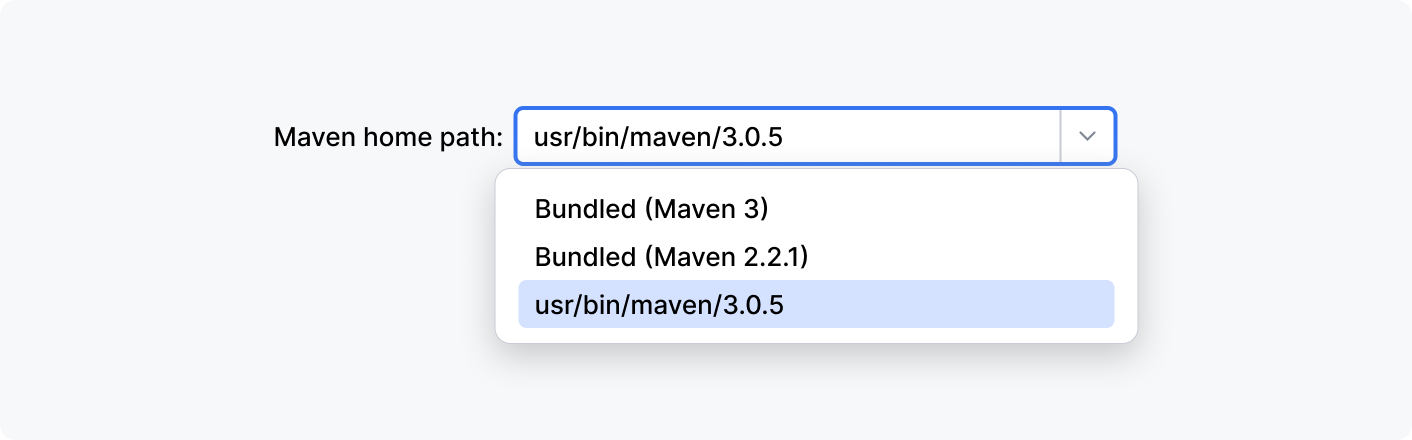 Maven home path: usr/bin/maven/3.0.5
Bundled (Maven 3)
Bundled (Maven 2.2.1)
usr/bin/maven/3.0.5